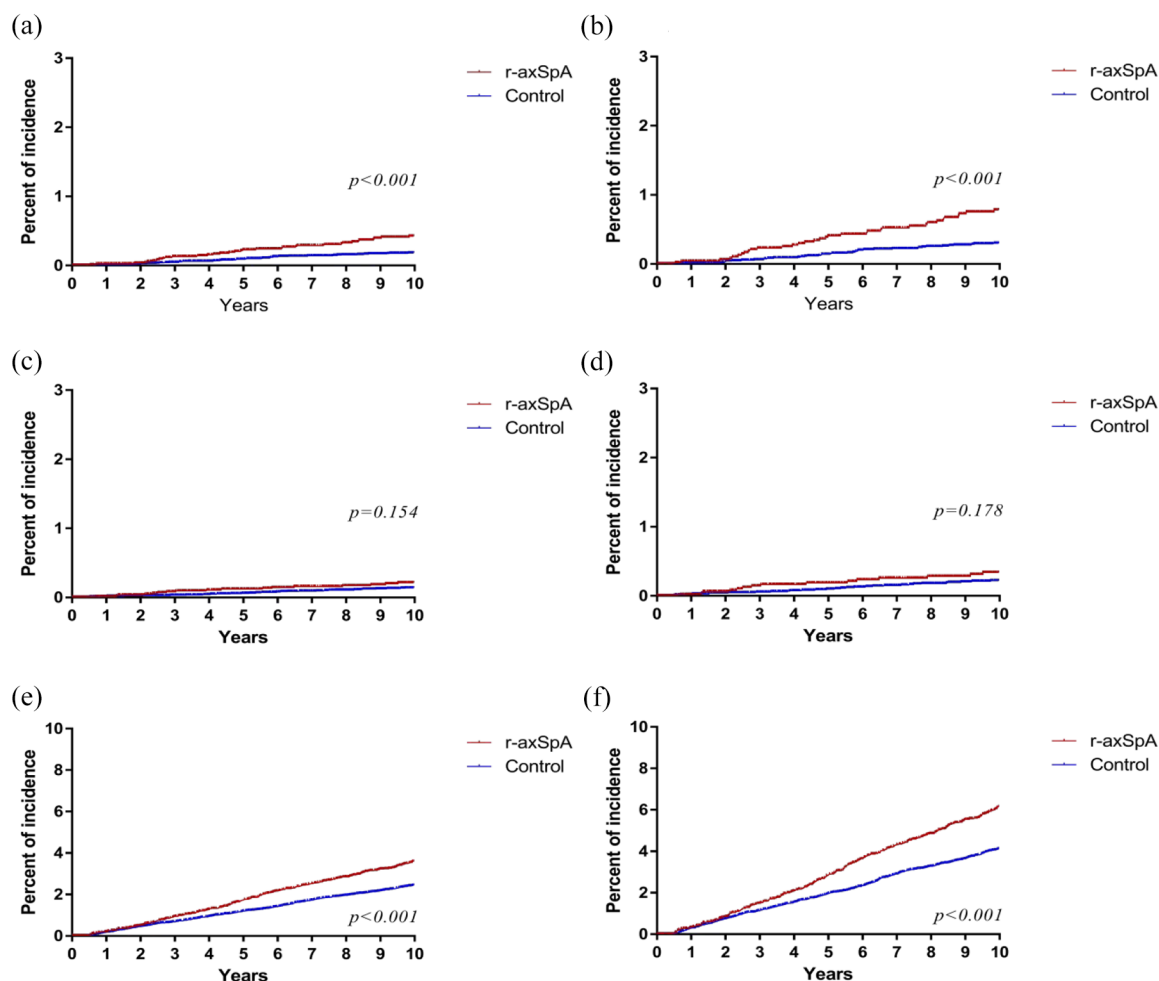 (a)
Percent of incidence
3
2
1
0
0 1 2 3 4 5 6 7 8 9 10
Years
r-axSpA
Control
p<0.001
(b)
Percent of incidence
3
2
1
0
0 1 2 3 4 5 6 7 8 9 10
Years
r-axSpA
Control
p<0.001
(c)
Percent of incidence
3
2
1
0
0 1 2 3 4 5 6 7 8 9 10
Years
r-axSpA
Control
p=0.154
(d)
Percent of incidence
3
2
1
0
0 1 2 3 4 5 6 7 8 9 10
Years
r-axSpA
Control
p=0.178
(e)
Percent of incidence
10
8
6
4
2
0
0 1 2 3 4 5 6 7 8 9 10
Years
r-axSpA
Control
p<0.001
(f)
Percent of incidence
10
8
6
4
2
0
0 1 2 3 4 5 6 7 8 9 10
Years
r-axSpA
Control
p<0.001